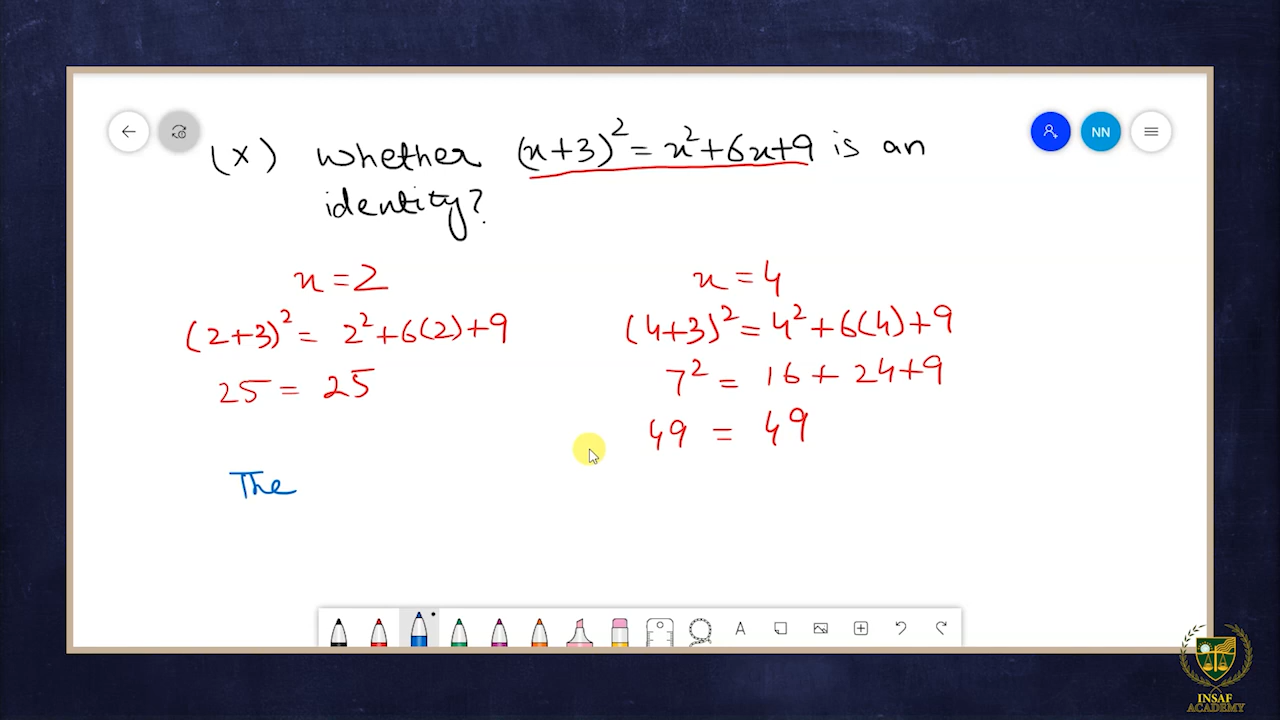 (x) whether (x+3)² = x²+6x+9 is an
identity?
x = 2
(2+3)² = 2²+6(2)+9
25 = 25
x = 4
(4+3)² = 4²+6(4)+9
7² = 16 + 24+9
49 = 49
The
NN
A
INSAF
ACADEMY